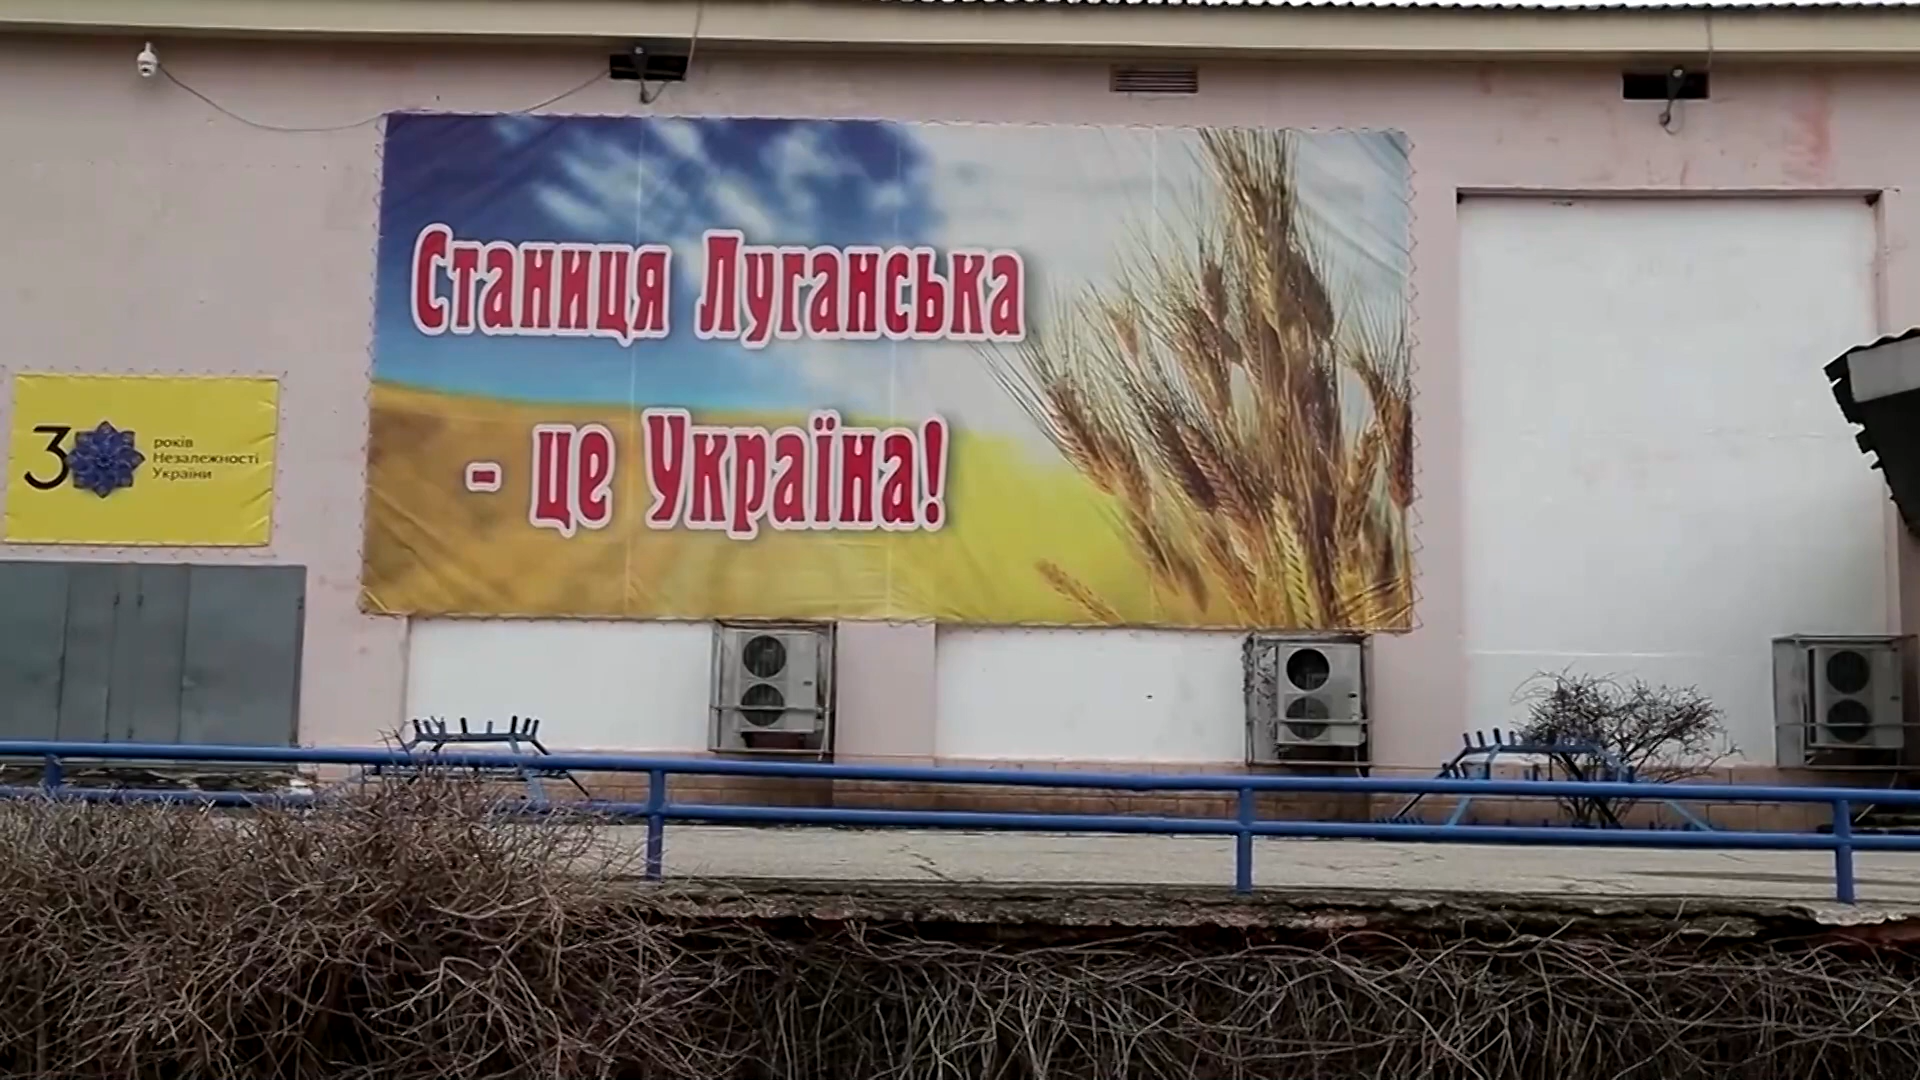 Станиця Луганська
- це Україна!
30
років
Незалежності
України